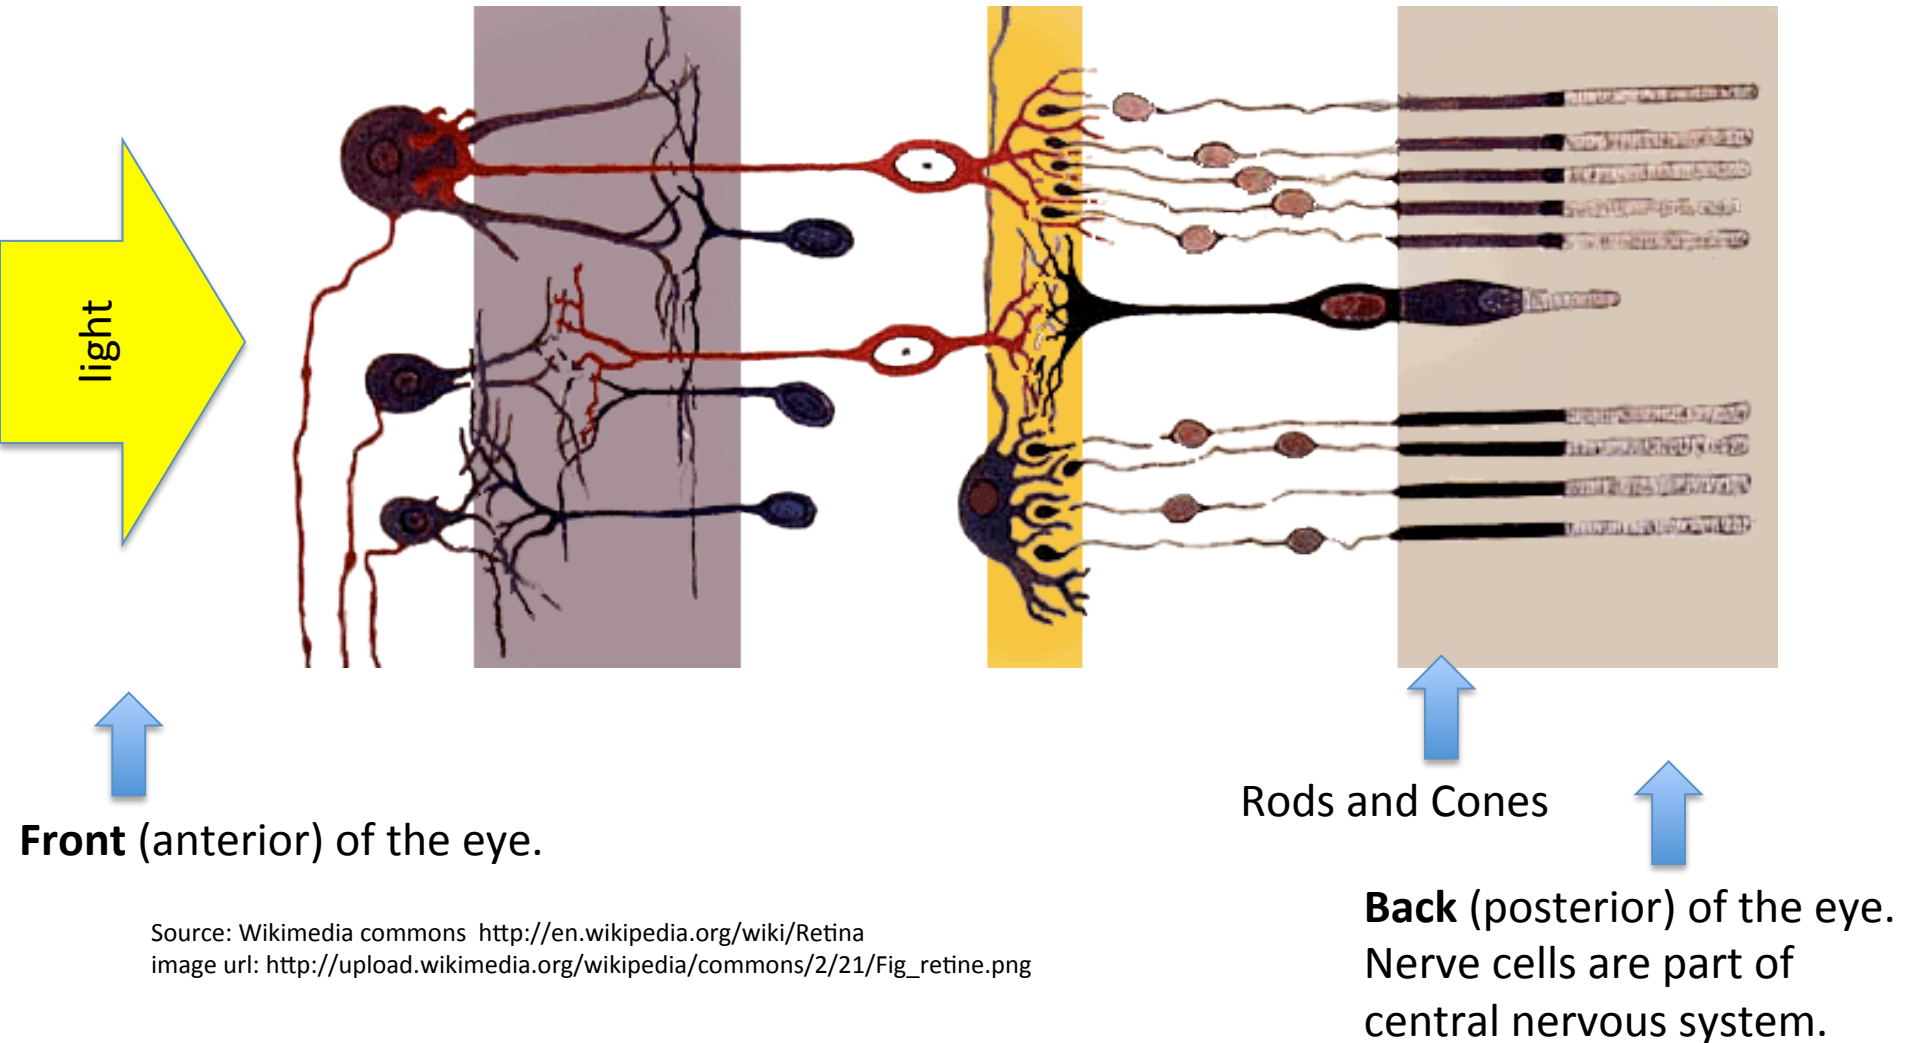 light
Rods and Cones
Front (anterior) of the eye.
Back (posterior) of the eye.
Nerve cells are part of
central nervous system.
Source: Wikimedia commons  http://en.wikipedia.org/wiki/Retina
image url: http://upload.wikimedia.org/wikipedia/commons/2/21/Fig_retine.png